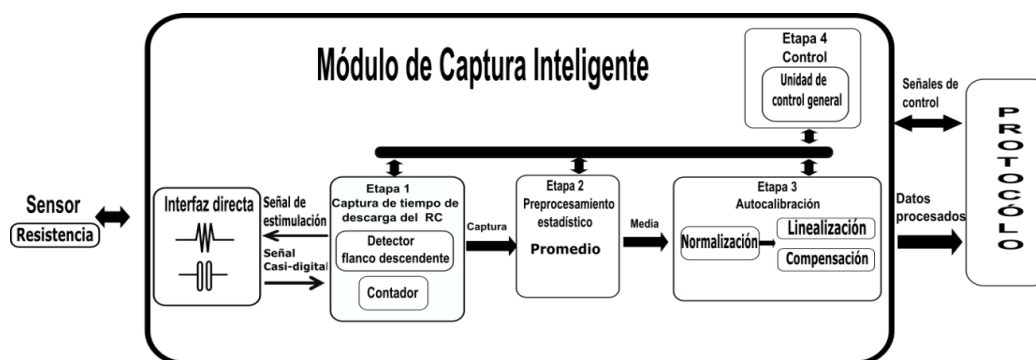 Módulo de Captura Inteligente
Sensor
Resistencia
Interfaz directa
Señal de
estimulación
Señal
Casi-digital
Etapa 1
Captura de tiempo de
descarga del RC
Detector
flanco descendente
Contador
Captura
Etapa 2
Preprocesamiento
estadístico
Promedio
Media
Etapa 3
Autocalibración
Normalización
Linealización
Compensación
Etapa 4
Control
Unidad de
control general
Señales de
control
Datos
procesados
PROTOCÓLO